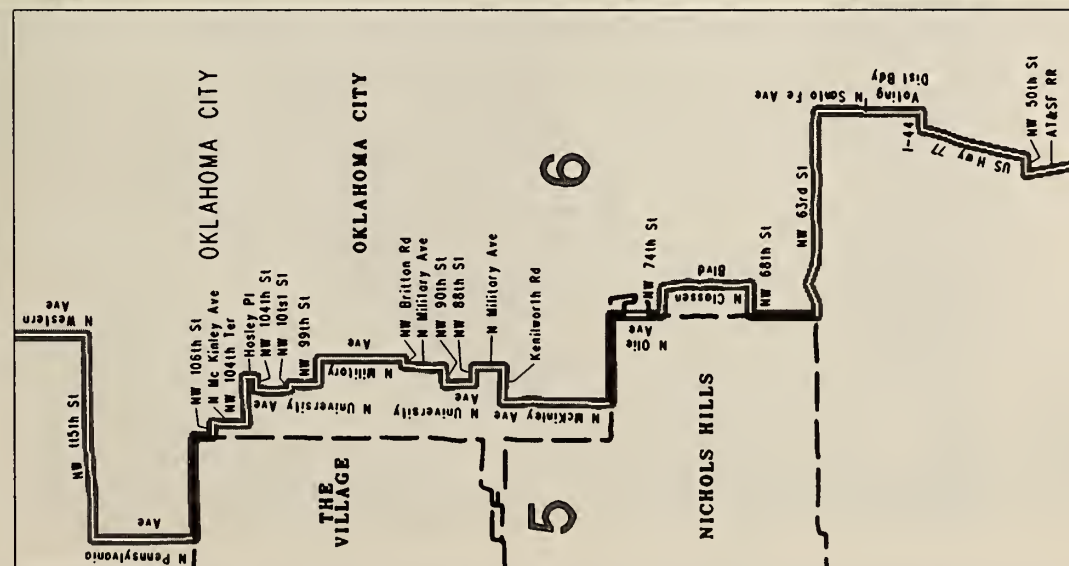 N Western
Ave
NW 115th St
Ave
N Pennsylvania
OKLAHOMA CITY
NW 106th St
N Mc Kinley Ave
NW 104th Ter
Hasley Pl
NW 104th St
NW 101st St
NW 99th St
Ave
N University
Ave
N Military
OKLAHOMA CITY
NW Britton Rd
N Military Ave
NW 90th St
NW 88th St
N Military Ave
Ave
N University
Kenilworth Rd
N McKinley Ave
THE
VILLAGE
5
6
NW 74th St
N Olie
Ave
Blvd
N Classen
NW 68th St
NICHOLS HILLS
NW 63rd St
N Santa Fe Ave
Voting
Dist Bdy
I-44
US Hwy 77
NW 50th St
AT&SF RR